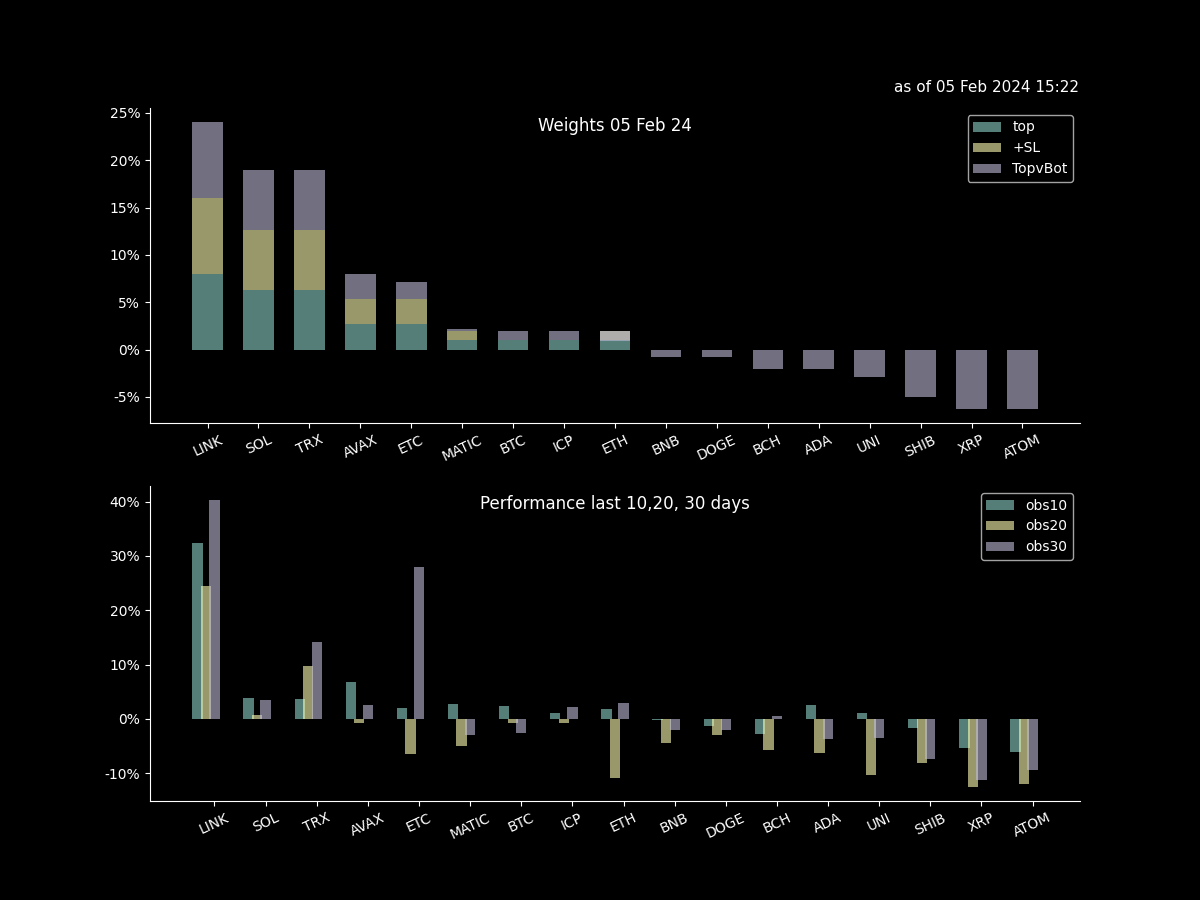 as of 05 Feb 2024 15:22
Weights 05 Feb 24
25%
20%
15%
10%
5%
0%
-5%
top
+SL
TopvBot
LINK SOL TRX AVAX ETC MATIC BTC ICP ETH BNB DOGE BCH ADA UNI SHIB XRP ATOM
Performance last 10,20, 30 days
40%
30%
20%
10%
0%
-10%
obs10
obs20
obs30
LINK SOL TRX AVAX ETC MATIC BTC ICP ETH BNB DOGE BCH ADA UNI SHIB XRP ATOM